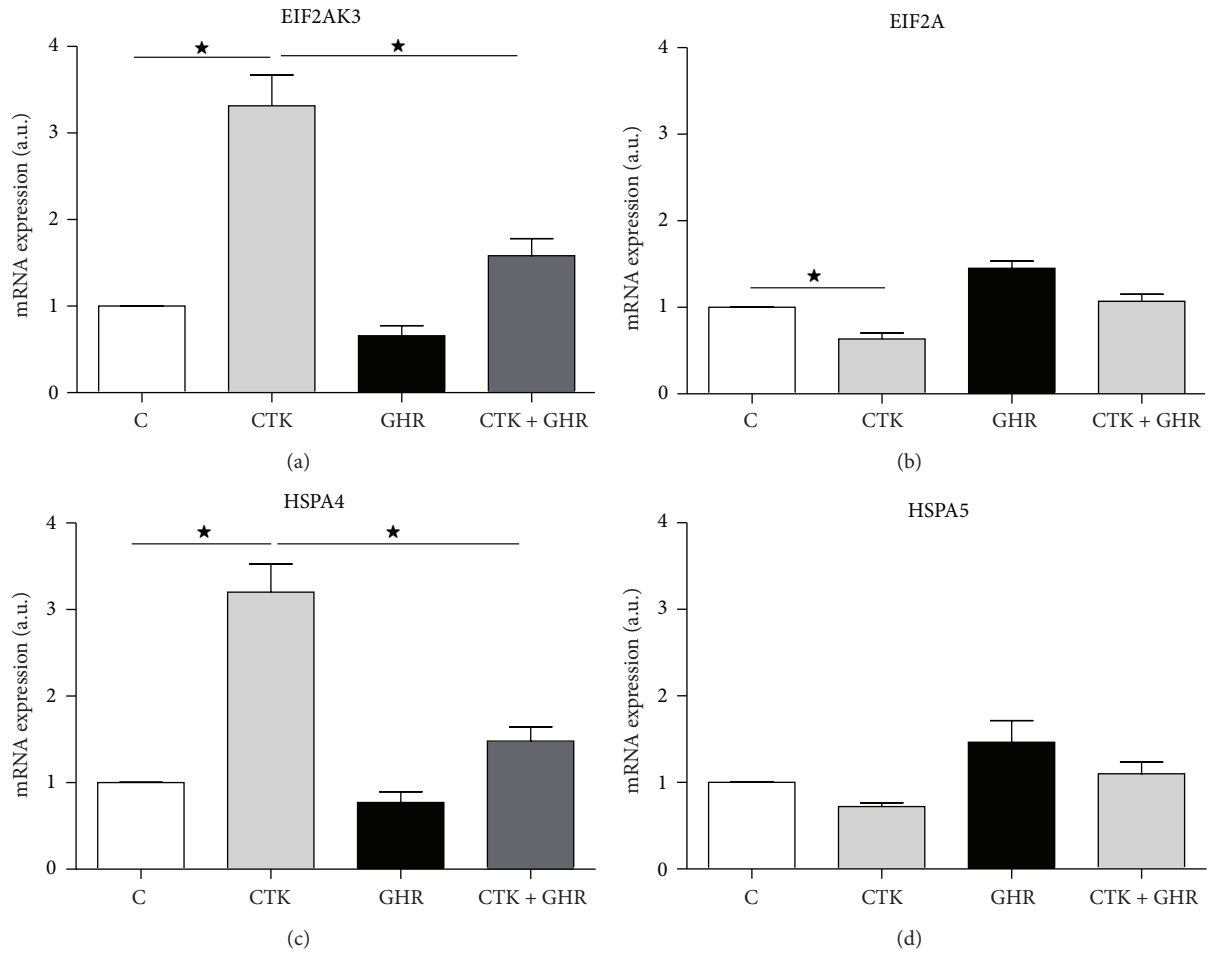 EIF2AK3
mRNA expression (a.u.)
4
3
2
1
0
★
★
C
CTK
GHR
CTK + GHR
(a)
EIF2A
mRNA expression (a.u.)
4
3
2
1
0
★
C
CTK
GHR
CTK + GHR
(b)
HSPA4
mRNA expression (a.u.)
4
3
2
1
0
★
★
C
CTK
GHR
CTK + GHR
(c)
HSPA5
mRNA expression (a.u.)
4
3
2
1
0
C
CTK
GHR
CTK + GHR
(d)